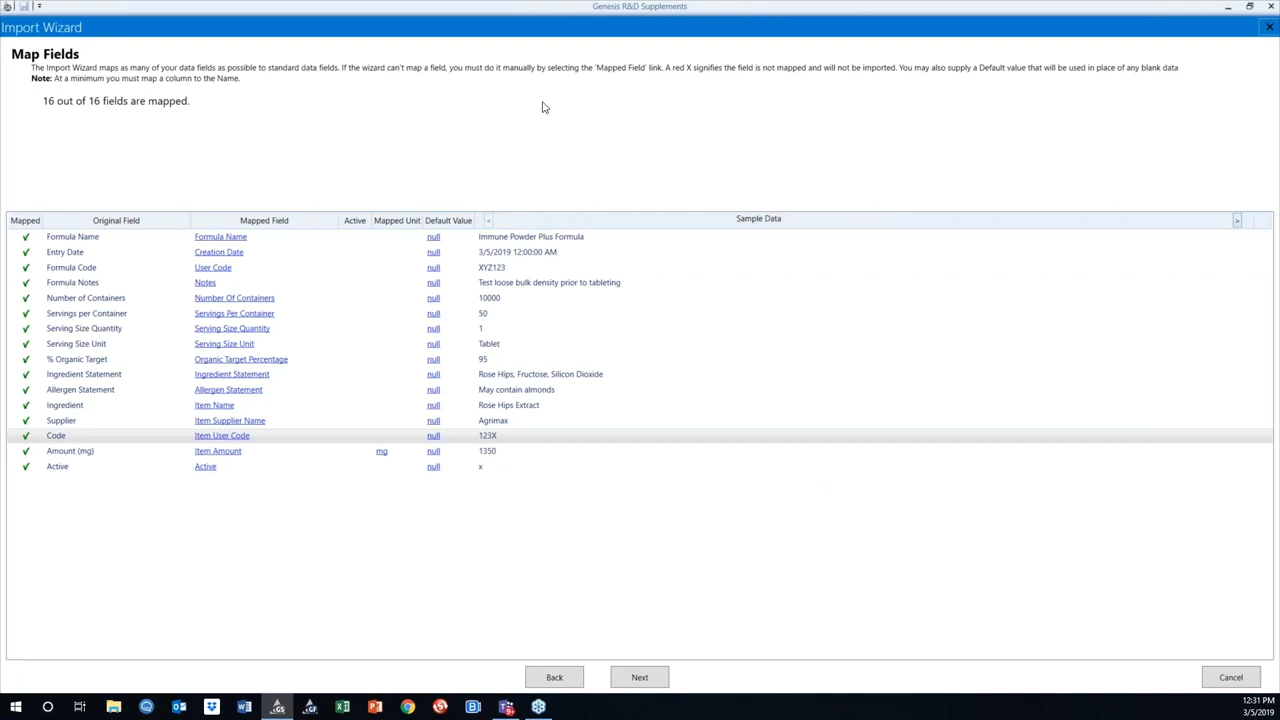 Genesis R&D Supplements
Import Wizard
Map Fields
The Import Wizard maps as many of your data fields as possible to standard data fields. If the wizard can't map a field, you must do it manually by selecting the 'Mapped Field' link. A red X signifies the field is not mapped and will not be imported. You may also supply a Default value that will be used in place of any blank data
Note: At a minimum you must map a column to the Name.
16 out of 16 fields are mapped.
Mapped Original Field Mapped Field Active Mapped Unit Default Value < Sample Data >
Formula Name Formula Name null Immune Powder Plus Formula
Entry Date Creation Date null 3/5/2019 12:00:00 AM
Formula Code User Code null XYZ123
Formula Notes Notes null Test loose bulk density prior to tableting
Number of Containers Number Of Containers null 10000
Servings per Container Servings Per Container null 50
Serving Size Quantity Serving Size Quantity null 1
Serving Size Unit Serving Size Unit null Tablet
% Organic Target Organic Target Percentage null 95
Ingredient Statement Ingredient Statement null Rose Hips, Fructose, Silicon Dioxide
Allergen Statement Allergen Statement null May contain almonds
Ingredient Item Name null Rose Hips Extract
Supplier Item Supplier Name null Agrimax
Code Item User Code null 123X
Amount (mg) Item Amount mg null 1350
Active Active null x
Back Next Cancel
12:31 PM
3/5/2019